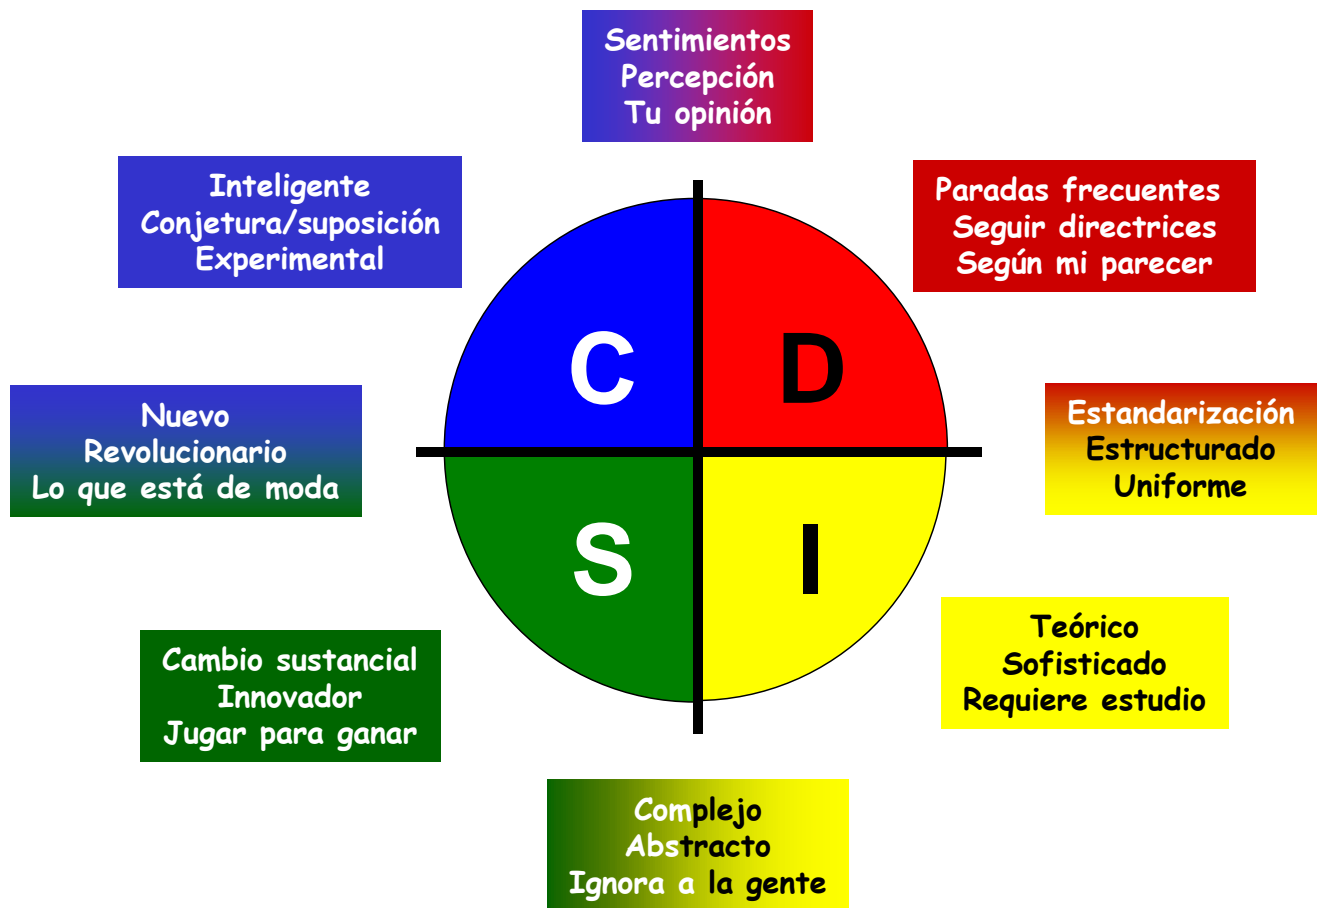 Sentimientos
Percepción
Tu opinión
Inteligente
Conjetura/suposición
Experimental
Paradas frecuentes
Seguir directrices
Según mi parecer
C
D
Nuevo
Revolucionario
Lo que está de moda
Estandarización
Estructurado
Uniforme
S
I
Cambio sustancial
Innovador
Jugar para ganar
Teórico
Sofisticado
Requiere estudio
Complejo
Abstracto
Ignora a la gente